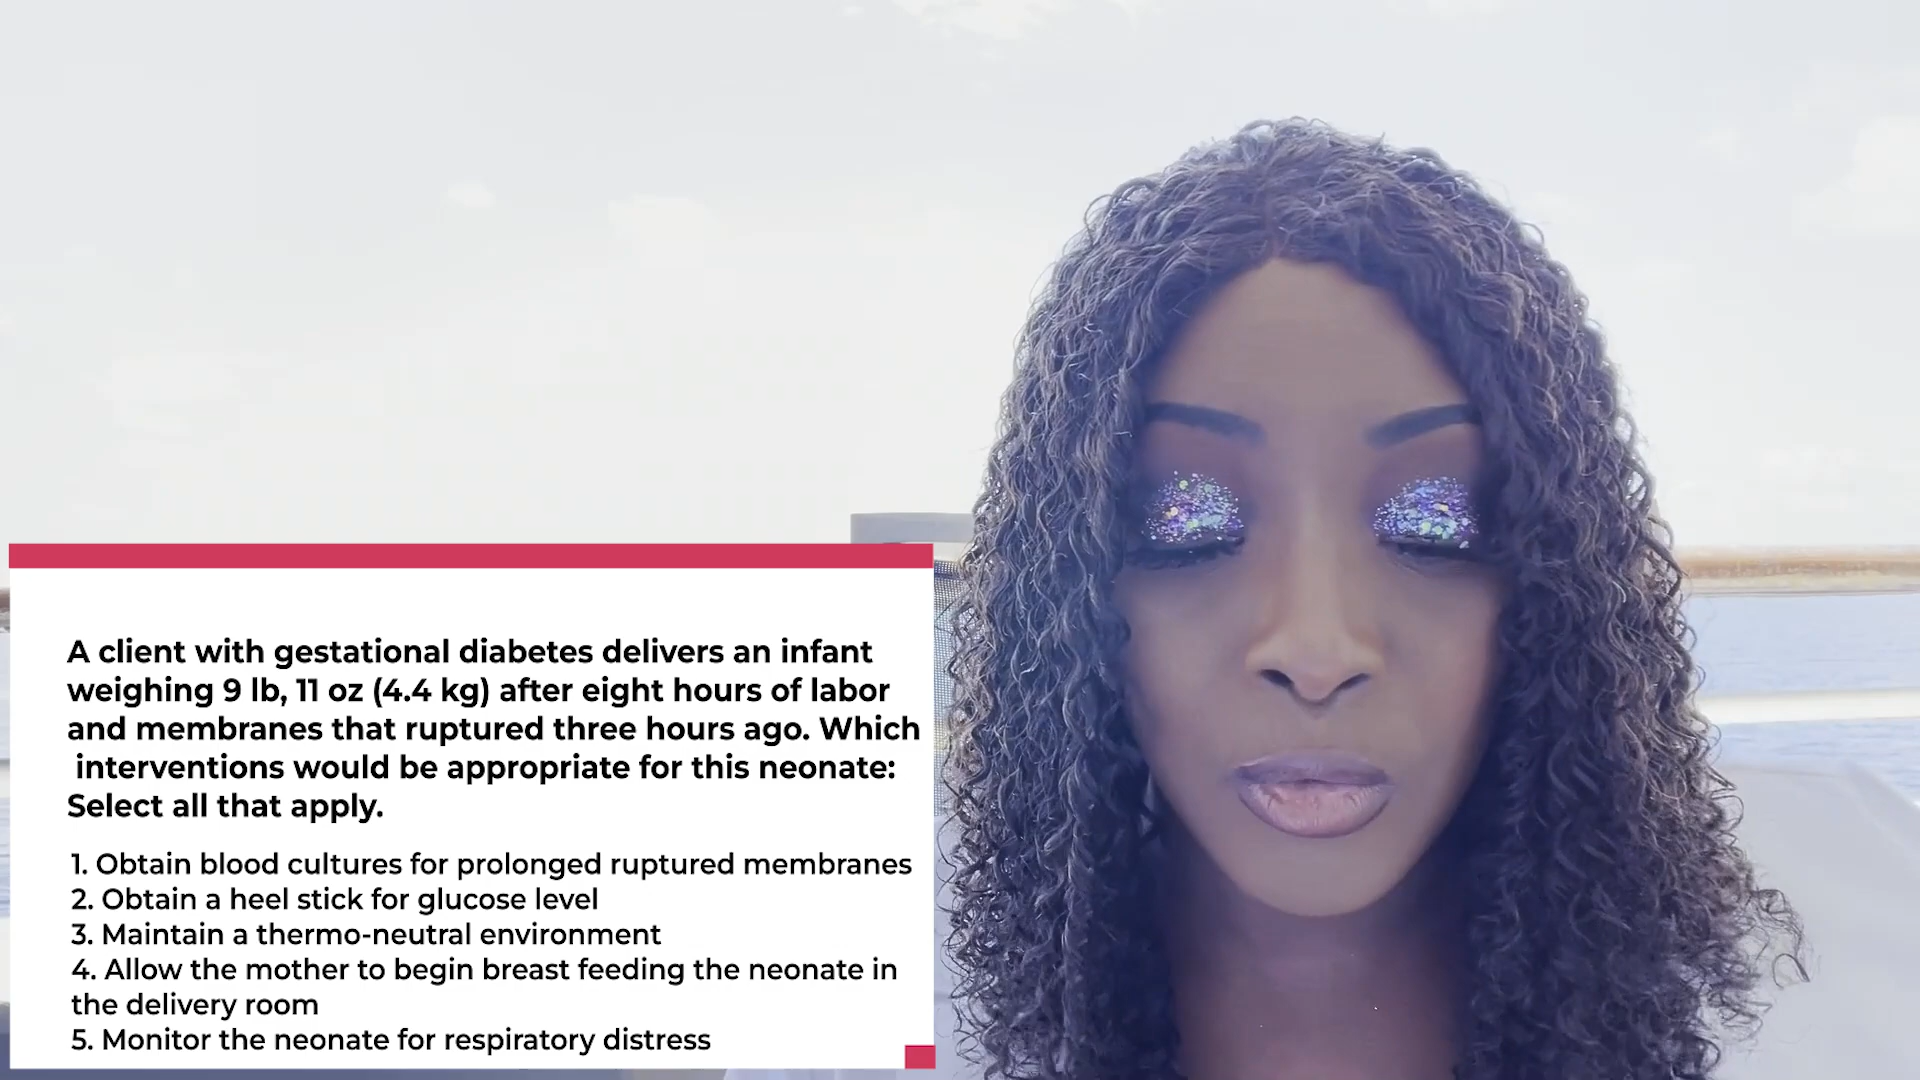 A client with gestational diabetes delivers an infant
weighing 9 lb, 11 oz (4.4 kg) after eight hours of labor
and membranes that ruptured three hours ago. Which
interventions would be appropriate for this neonate:
Select all that apply.
1. Obtain blood cultures for prolonged ruptured membranes
2. Obtain a heel stick for glucose level
3. Maintain a thermo-neutral environment
4. Allow the mother to begin breast feeding the neonate in
the delivery room
5. Monitor the neonate for respiratory distress